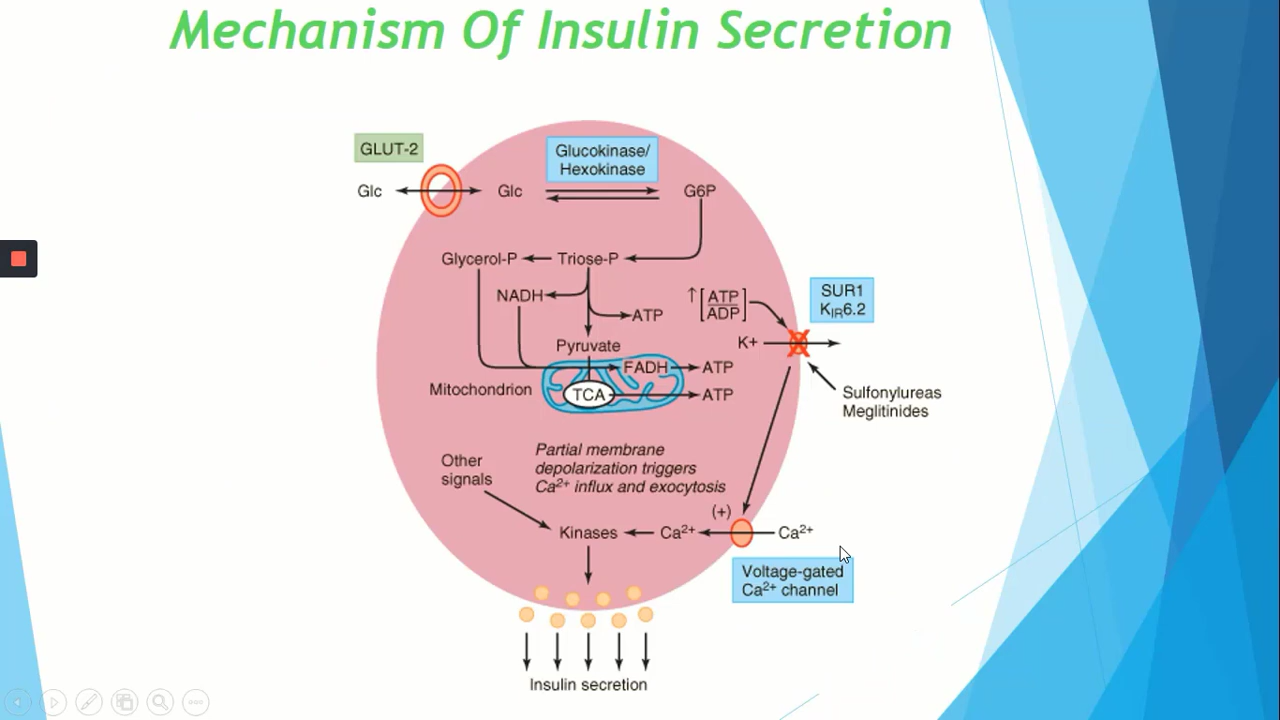 Mechanism Of Insulin Secretion
GLUT-2
Glucokinase/
Hexokinase
Glc
Glc
G6P
Glycerol-P
Triose-P
NADH
ATP
↑[ATP
ADP]
SUR1
K_IR6.2
K+
Pyruvate
FADH
ATP
Mitochondrion
TCA
ATP
Sulfonylureas
Meglitinides
Partial membrane
depolarization triggers
Ca²⁺ influx and exocytosis
Other
signals
(+)
Kinases
Ca²⁺
Ca²⁺
Voltage-gated
Ca²⁺ channel
Insulin secretion